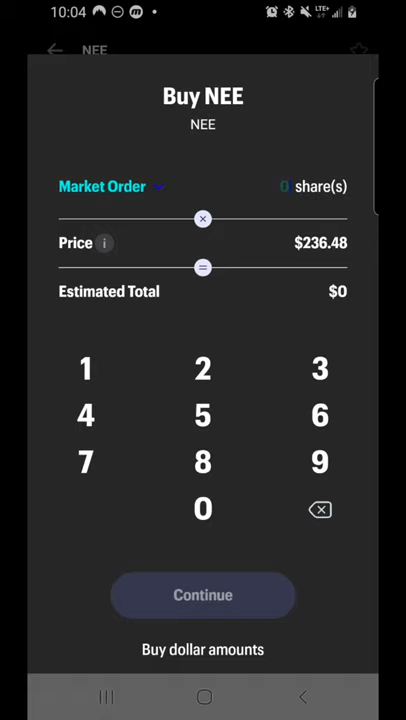 10:04 LTE+
NEE
Buy NEE
NEE
Market Order 0 share(s)
Price i $236.48
Estimated Total $0
1 2 3
4 5 6
7 8 9
0
Continue
Buy dollar amounts